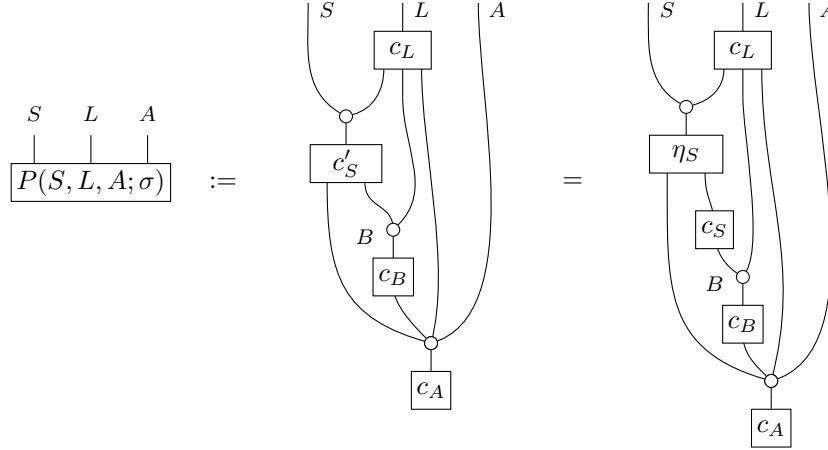 S L A
P(S, L, A; σ)
:=
S L A
c_L
c'_S
B
c_B
c_A
=
S L A
c_L
η_S
c_S
B
c_B
c_A